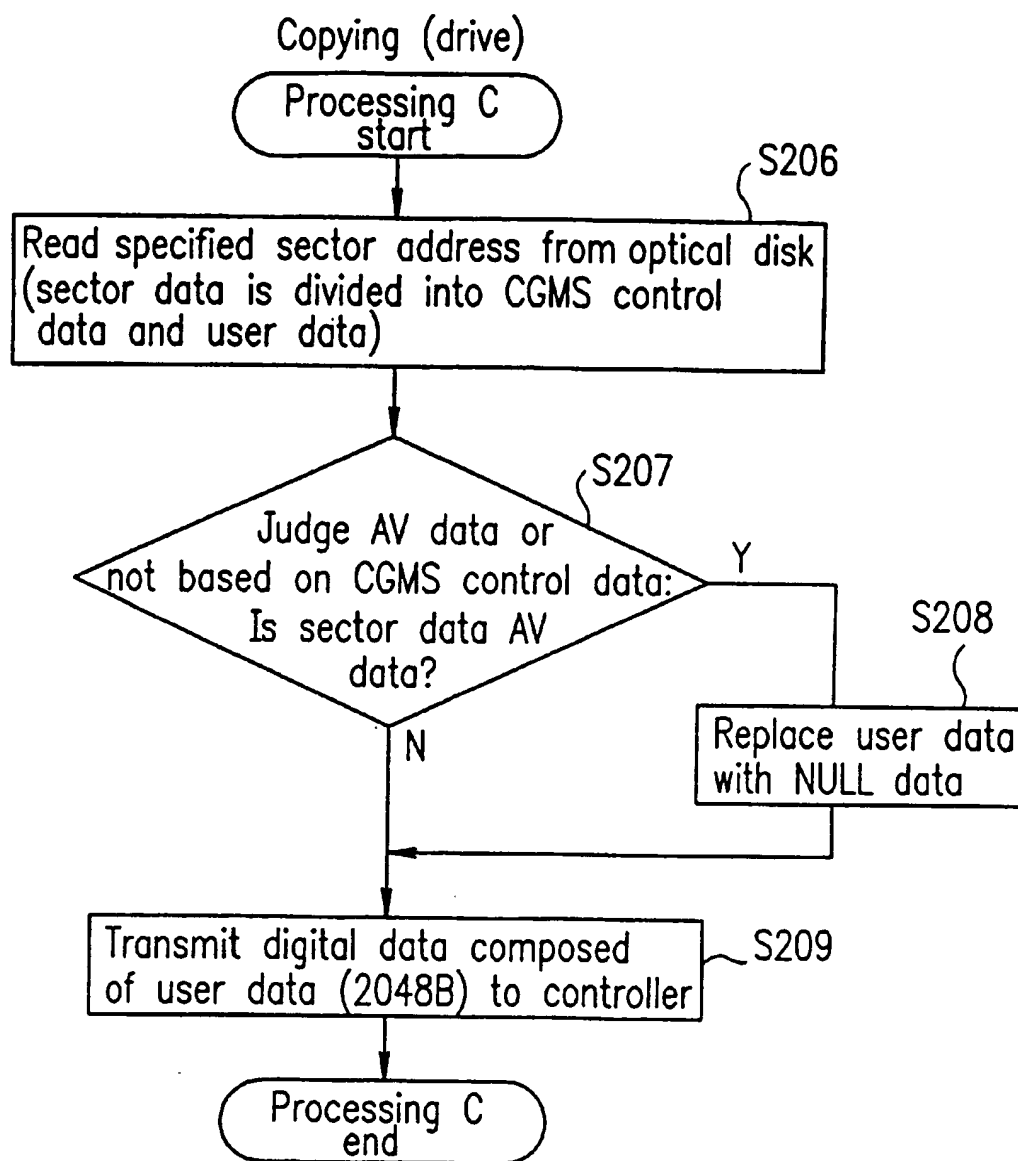 Copying (drive)
Processing C
start
S206
Read specified sector address from optical disk
(sector data is divided into CGMS control
data and user data)
S207
Judge AV data or
not based on CGMS control data:
Is sector data AV
data?
Y
N
S208
Replace user data
with NULL data
Transmit digital data composed
of user data (2048B) to controller
S209
Processing C
end